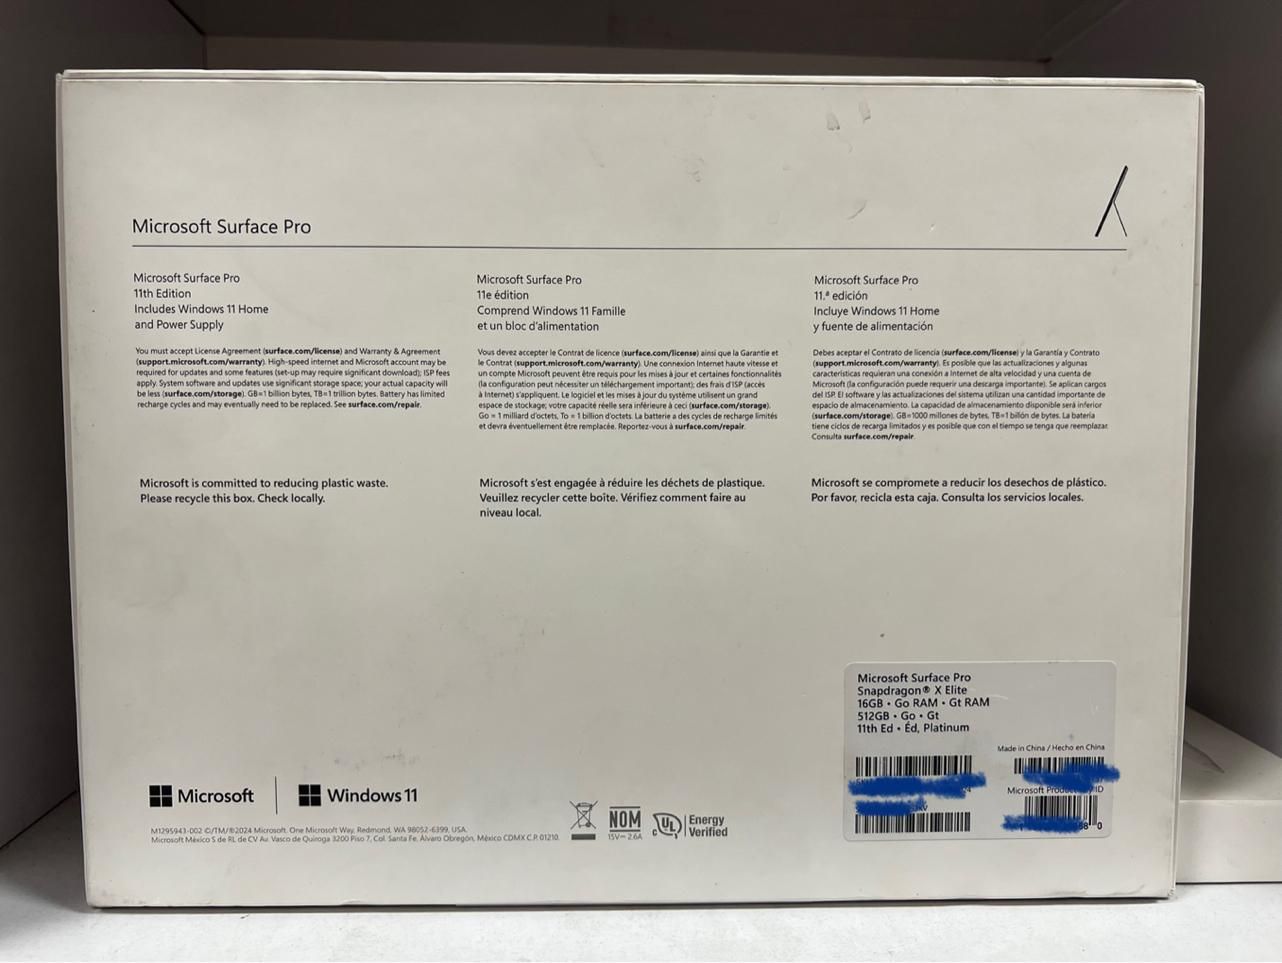 Microsoft Surface Pro
Microsoft Surface Pro
11th Edition
Includes Windows 11 Home
and Power Supply
You must accept License Agreement (surface.com/license) and Warranty & Agreement
(support.microsoft.com/warranty). High-speed internet and Microsoft account may be
required for updates and some features (set-up may require significant download); ISP fees
apply. System software and updates use significant storage space; your actual capacity will
be less (surface.com/storage). GB=1 billion bytes, TB=1 trillion bytes. Battery has limited
recharge cycles and may eventually need to be replaced. See surface.com/repair.
Microsoft is committed to reducing plastic waste.
Please recycle this box. Check locally.
Microsoft Surface Pro
11e édition
Comprend Windows 11 Famille
et un bloc d'alimentation
Vous devez accepter le Contrat de licence (surface.com/license) ainsi que la Garantie et
le Contrat (support.microsoft.com/warranty). Une connexion Internet haute vitesse et
un compte Microsoft peuvent être requis pour les mises à jour et certaines fonctionnalités
(la configuration peut nécessiter un téléchargement important); des frais d'ISP (accès
à Internet) s'appliquent. Le logiciel et les mises à jour du système utilisent un grand
espace de stockage; votre capacité réelle sera inférieure à ceci (surface.com/storage).
Go = 1 milliard d'octets, To = 1 billion d'octets. La batterie a des cycles de recharge limités
et devra éventuellement être remplacée. Reportez-vous à surface.com/repair.
Microsoft s'est engagée à réduire les déchets de plastique.
Veuillez recycler cette boîte. Vérifiez comment faire au
niveau local.
Microsoft Surface Pro
11.ª edición
Incluye Windows 11 Home
y fuente de alimentación
Debes aceptar el Contrato de licencia (surface.com/license) y la Garantía y Contrato
(support.microsoft.com/warranty). Es posible que las actualizaciones y algunas
características requieran una conexión a Internet de alta velocidad y una cuenta de
Microsoft (la configuración puede requerir una descarga importante). Se aplican cargos
del ISP. El software y las actualizaciones del sistema utilizan una cantidad importante de
espacio de almacenamiento. La capacidad de almacenamiento disponible será inferior
(surface.com/storage). GB=1000 millones de bytes, TB=1 billón de bytes. La batería
tiene ciclos de recarga limitados y es posible que con el tiempo se tenga que reemplazar.
Consulta surface.com/repair.
Microsoft se compromete a reducir los desechos de plástico.
Por favor, recicla esta caja. Consulta los servicios locales.
Microsoft Surface Pro
Snapdragon® X Elite
16GB • Go RAM • Gt RAM
512GB • Go • Gt
11th Ed • Éd, Platinum
Made in China / Hecho en China
Microsoft
Microsoft
Windows 11
M1295943-002 ©/TM/®2024 Microsoft. One Microsoft Way, Redmond, WA 98052-6399, USA.
Microsoft México S de RL de CV Av. Vasco de Quiroga 3200 Piso 7, Col. Santa Fe, Álvaro Obregón, México CDMX C.P. 01210.
NOM
15V⎓ 2.6A
c UL
Energy
Verified